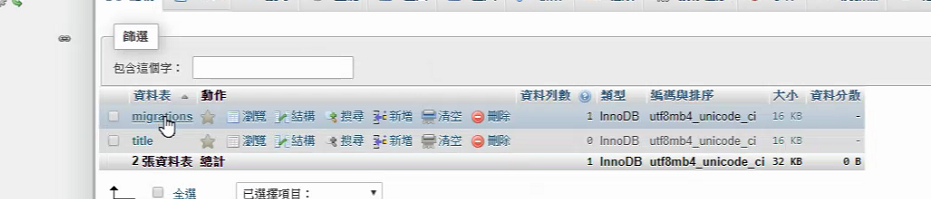 篩選
包含這個字：
資料表 動作 資料列數 類型 編碼與排序 大小 資料分散
migrations 瀏覽 結構 搜尋 新增 清空 刪除 1 InnoDB utf8mb4_unicode_ci 16 KB -
title 瀏覽 結構 搜尋 新增 清空 刪除 0 InnoDB utf8mb4_unicode_ci 16 KB -
2 張資料表 總計 1 InnoDB utf8mb4_unicode_ci 32 KB 0 B
全選 已選擇項目：